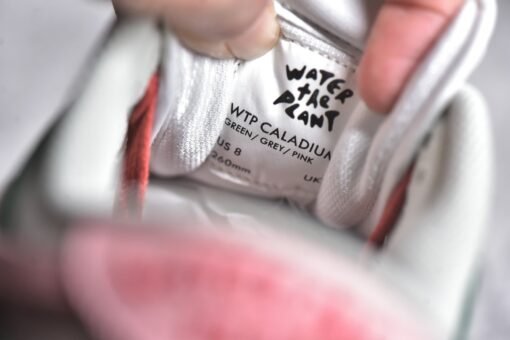 WATER
the
PLANT
WTP CALADIUM
GREEN / GREY / PINK
US 8
260mm UK